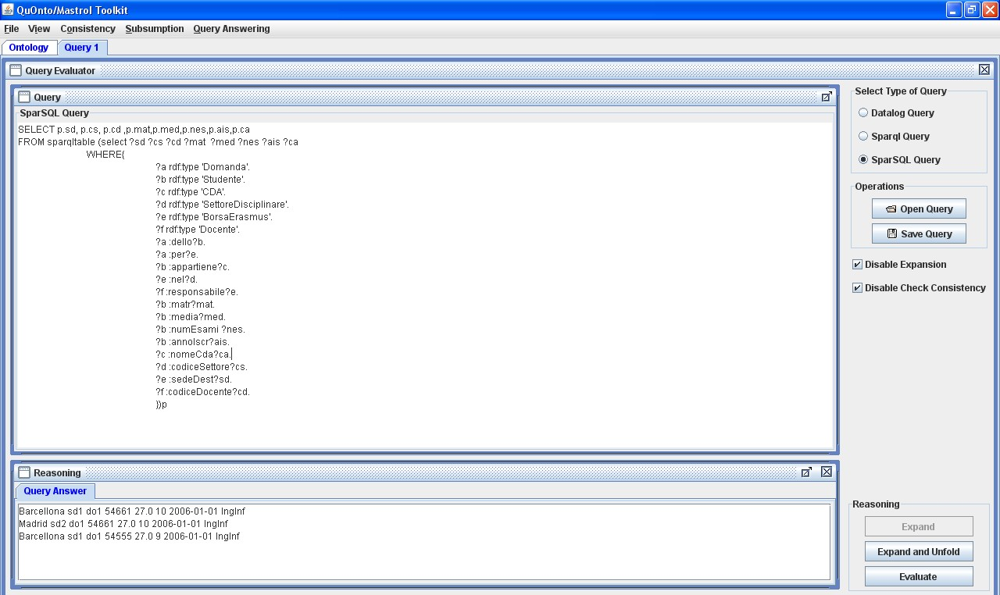 QuOnto/MastroI Toolkit
File View Consistency Subsumption Query Answering
Ontology Query 1
Query Evaluator
Query
SparSQL Query
SELECT p.sd, p.cs, p.cd ,p.mat,p.med,p.nes,p.ais,p.ca
FROM sparqltable (select ?sd ?cs ?cd ?mat ?med ?nes ?ais ?ca
WHERE{
?a rdf:type 'Domanda'.
?b rdf:type 'Studente'.
?c rdf:type 'CDA'.
?d rdf:type 'SettoreDisciplinare'.
?e rdf:type 'BorsaErasmus'.
?f rdf:type 'Docente'.
?a :dello?b.
?a :per?e.
?b :appartiene?c.
?e :nel?d.
?f :responsabile?e.
?b :matr?mat.
?b :media?med.
?b :numEsami ?nes.
?b :annoIscr?ais.
?c :nomeCda?ca.
?d :codiceSettore?cs.
?e :sedeDest?sd.
?f :codiceDocente?cd.
})p
Select Type of Query
Datalog Query
Sparql Query
SparSQL Query
Operations
Open Query
Save Query
Disable Expansion
Disable Check Consistency
Reasoning
Query Answer
Barcellona sd1 do1 54661 27.0 10 2006-01-01 IngInf
Madrid sd2 do1 54661 27.0 10 2006-01-01 IngInf
Barcellona sd1 do1 54555 27.0 9 2006-01-01 IngInf
Reasoning
Expand
Expand and Unfold
Evaluate